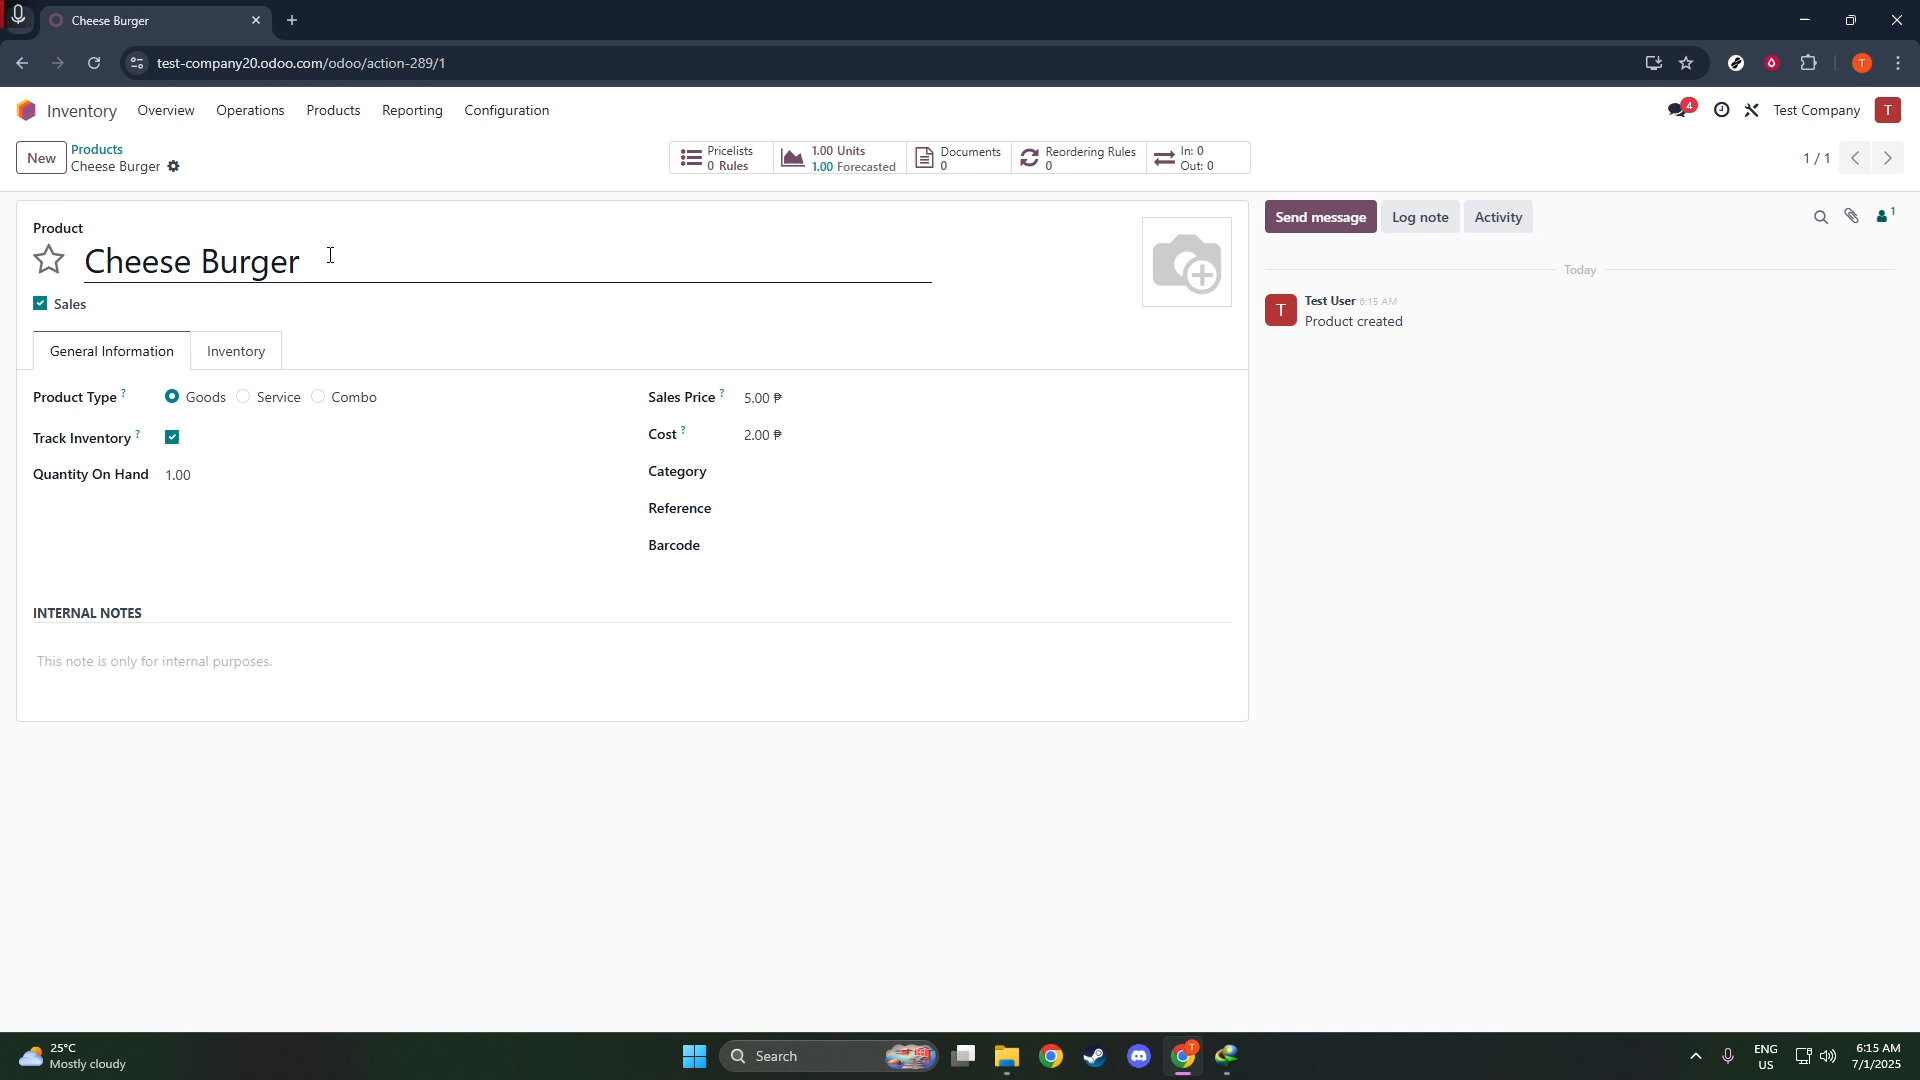 Cheese Burger
test-company20.odoo.com/odoo/action-289/1
T
Inventory Overview Operations Products Reporting Configuration
4
Test Company T
New
Products
Cheese Burger
Pricelists
0 Rules
1.00 Units
1.00 Forecasted
Documents
0
Reordering Rules
0
In: 0
Out: 0
1 / 1
Product
Cheese Burger
Sales
General Information Inventory
Product Type ? Goods Service Combo
Track Inventory ?
Quantity On Hand 1.00
Sales Price ? 5.00 ₱
Cost ? 2.00 ₱
Category
Reference
Barcode
INTERNAL NOTES
This note is only for internal purposes.
Send message Log note Activity
1
Today
T
Test User 6:15 AM
Product created
25°C
Mostly cloudy
Search
T
ENG
US
6:15 AM
7/1/2025